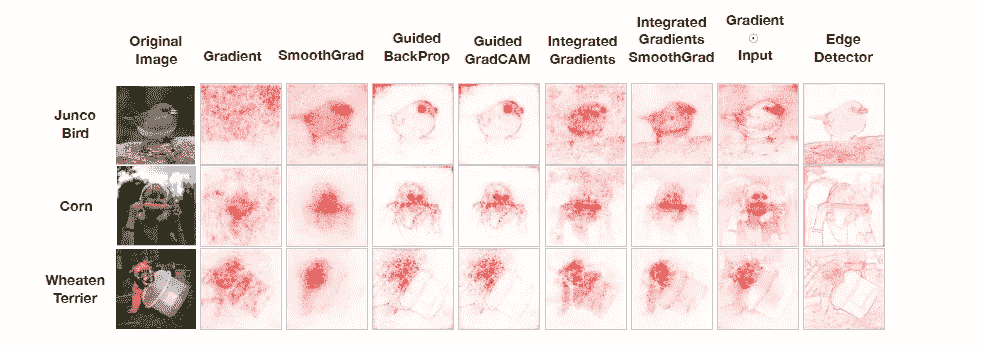 Original
Image
Gradient
SmoothGrad
Guided
BackProp
Guided
GradCAM
Integrated
Gradients
Integrated
Gradients
SmoothGrad
Gradient
⊙
Input
Edge
Detector
Junco
Bird
Corn
Wheaten
Terrier